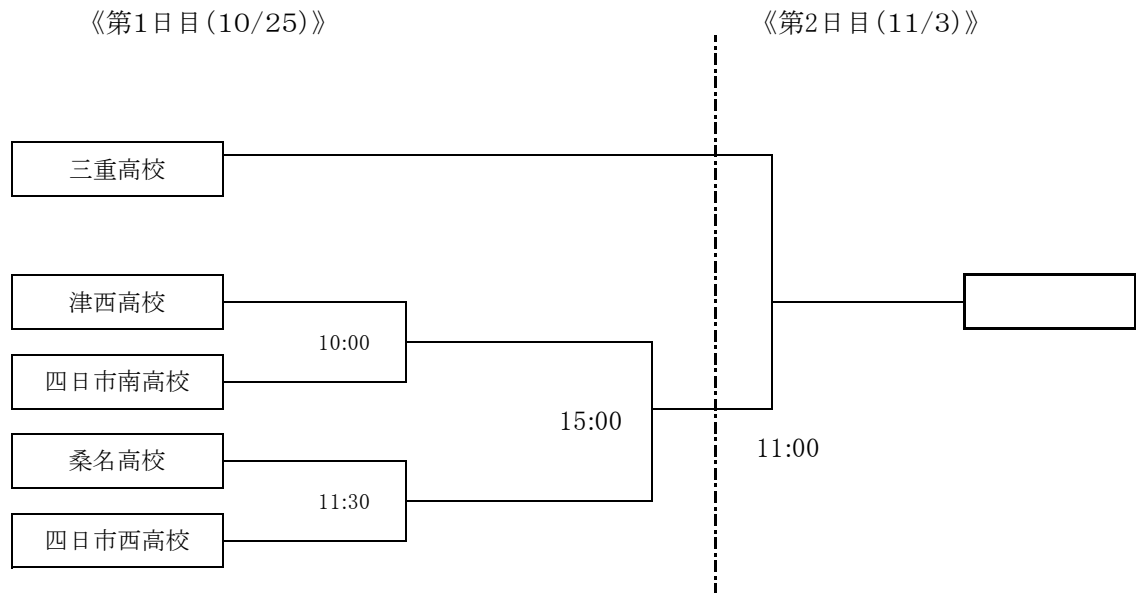 《第1日目(10/25)》
《第2日目(11/3)》
三重高校
津西高校
10:00
四日市南高校
15:00
11:00
桑名高校
11:30
四日市西高校